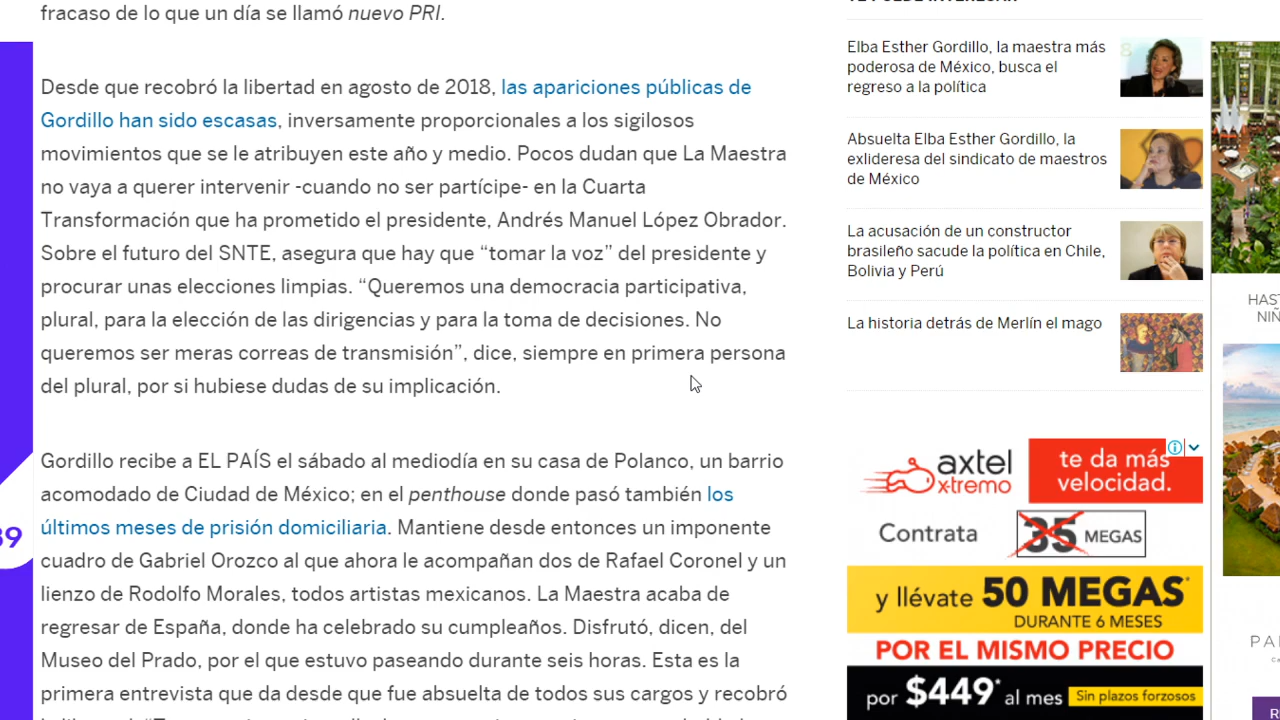 fracaso de lo que un día se llamó nuevo PRI.
Desde que recobró la libertad en agosto de 2018, las apariciones públicas de
Gordillo han sido escasas, inversamente proporcionales a los sigilosos
movimientos que se le atribuyen este año y medio. Pocos dudan que La Maestra
no vaya a querer intervenir -cuando no ser partícipe- en la Cuarta
Transformación que ha prometido el presidente, Andrés Manuel López Obrador.
Sobre el futuro del SNTE, asegura que hay que “tomar la voz” del presidente y
procurar unas elecciones limpias. “Queremos una democracia participativa,
plural, para la elección de las dirigencias y para la toma de decisiones. No
queremos ser meras correas de transmisión”, dice, siempre en primera persona
del plural, por si hubiese dudas de su implicación.
Gordillo recibe a EL PAÍS el sábado al mediodía en su casa de Polanco, un barrio
acomodado de Ciudad de México; en el penthouse donde pasó también los
últimos meses de prisión domiciliaria. Mantiene desde entonces un imponente
cuadro de Gabriel Orozco al que ahora le acompañan dos de Rafael Coronel y un
lienzo de Rodolfo Morales, todos artistas mexicanos. La Maestra acaba de
regresar de España, donde ha celebrado su cumpleaños. Disfrutó, dicen, del
Museo del Prado, por el que estuvo paseando durante seis horas. Esta es la
primera entrevista que da desde que fue absuelta de todos sus cargos y recobró
Elba Esther Gordillo, la maestra más
poderosa de México, busca el
regreso a la política
Absuelta Elba Esther Gordillo, la
exlideresa del sindicato de maestros
de México
La acusación de un constructor
brasileño sacude la política en Chile,
Bolivia y Perú
La historia detrás de Merlín el mago
axtel
x-tremo
te da más
velocidad.
Contrata
35 MEGAS
y llévate 50 MEGAS*
DURANTE 6 MESES
POR EL MISMO PRECIO
por $449* al mes
Sin plazos forzosos
HAST
NIÑ
PA
R
89